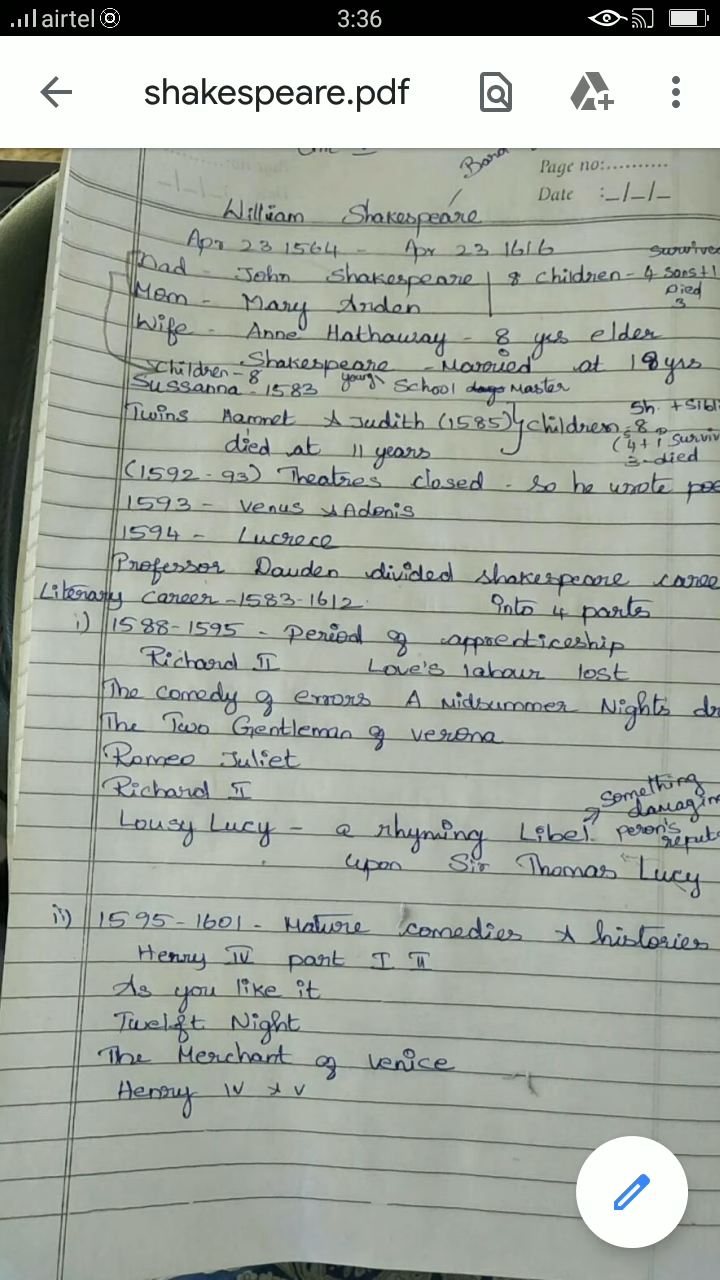 airtel 3:36
shakespeare.pdf
Page no:..........
Date :_/_/_
William Shakespeare
Apr 23 1564 - Apr 23 1616
Dad - John Shakespeare | 8 children - 4 sons + 1
Died
3
Mom - Mary Arden
Wife - Anne Hathaway - 8 yrs elder
Shakespeare - Married at 18 yrs
Children - 8
Sussanna - 1583 young School Master
Twins Hamnet & Judith (1585) children 8
died at 11 years
(4+1
3 died
(1592-93) Theatres closed - so he wrote
1593 - Venus & Adonis
1594 - Lucrece
Professor Dauden divided shakespeare
Literary career - 1583-1612. into 4 parts
i) 1588-1595 - Period of apprenticeship
Richard II Love's labour lost
The comedy of errors A Midsummer Nights
The Two Gentleman of verona
Romeo Juliet
Richard II
Something
Lousy Lucy - a rhyming Libel
upon Sir Thomas Lucy
ii) 1595-1601 - Mature comedies & histories
Henry IV part I II
As you like it
Twelft Night
The Merchant of venice
Henry IV & V